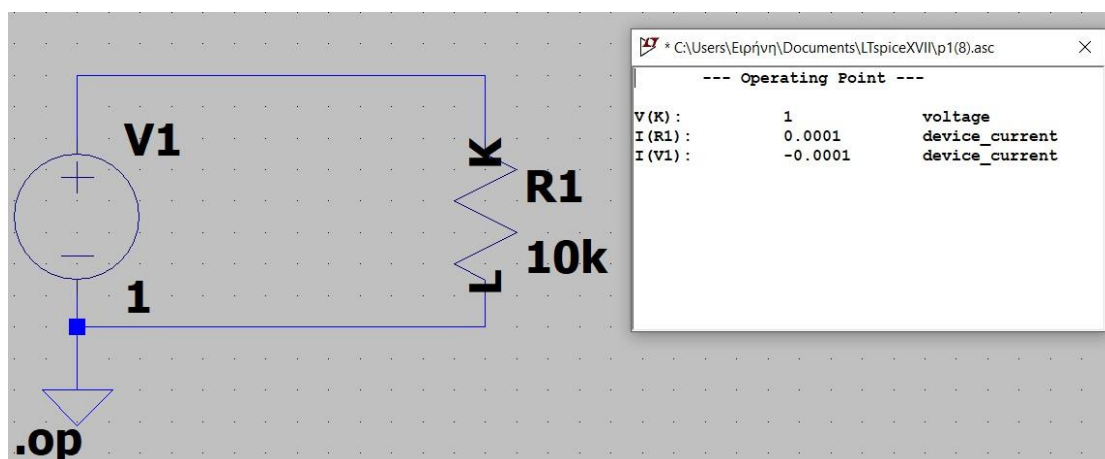 V1
1
K
R1
10k
L
.op
* C:\Users\Ειρήνη\Documents\LTspiceXVII\p1(8).asc
--- Operating Point ---
V(K): 1 voltage
I(R1): 0.0001 device_current
I(V1): -0.0001 device_current